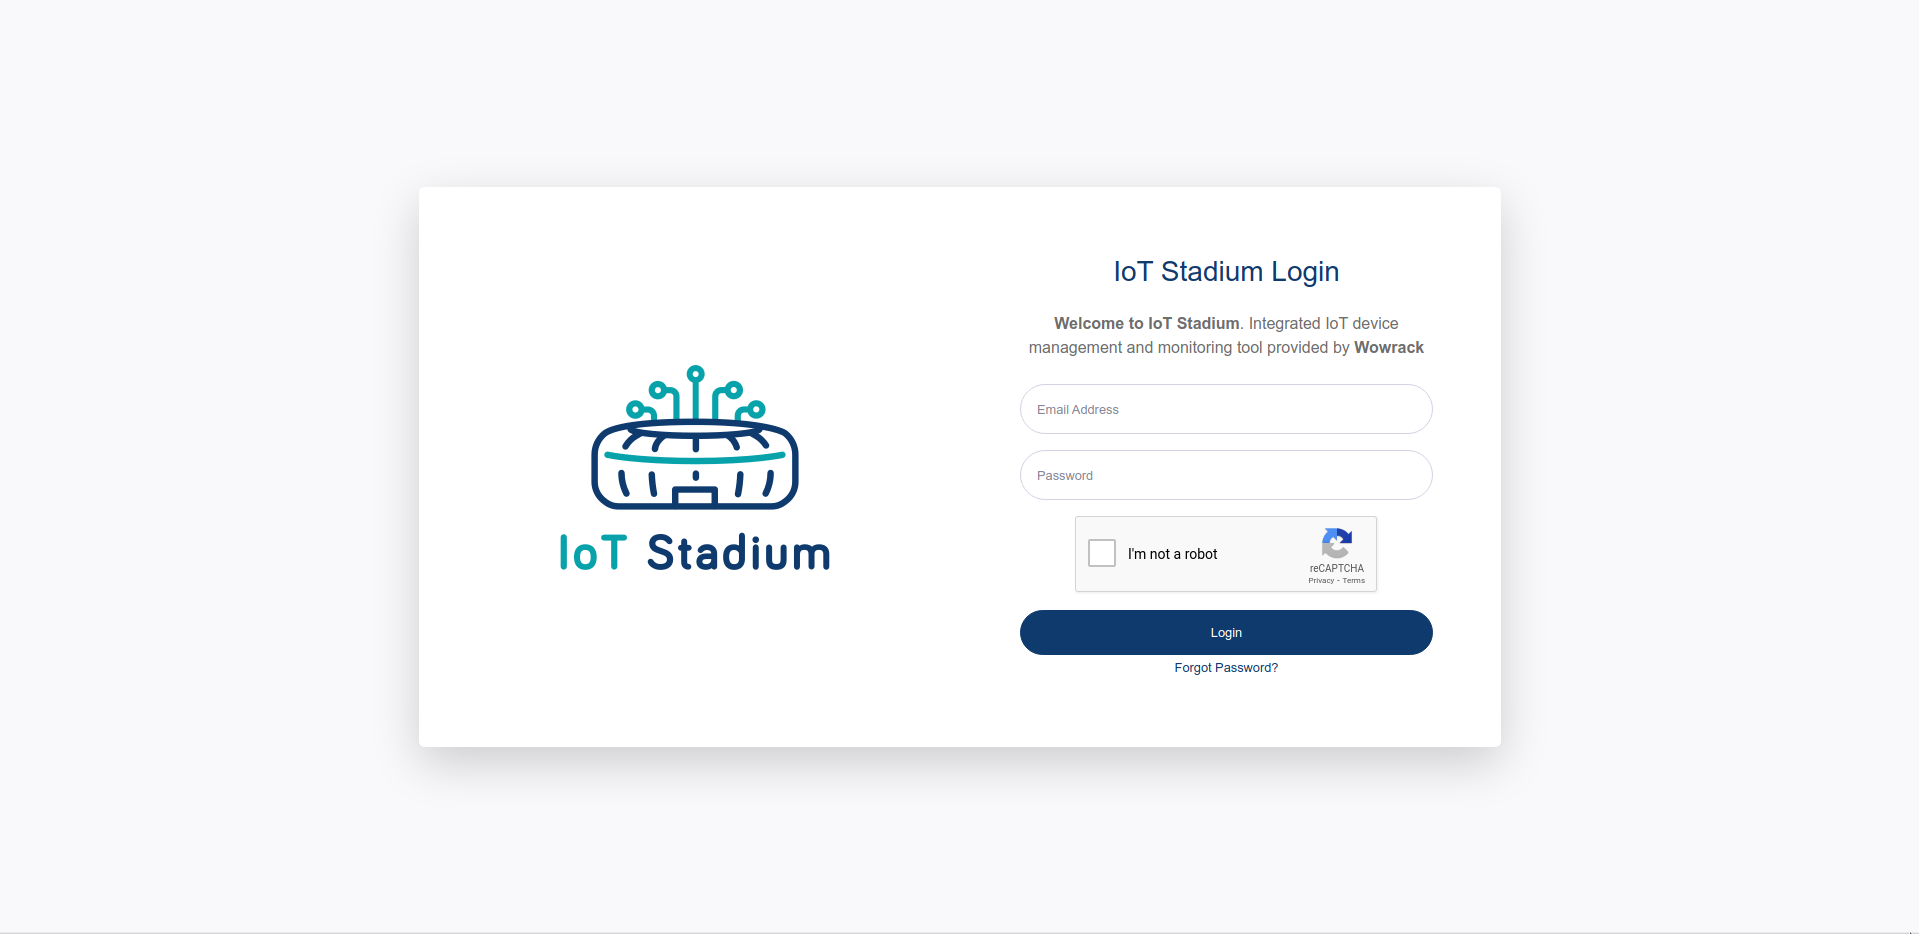 IoT Stadium
IoT Stadium Login
Welcome to IoT Stadium. Integrated IoT device
management and monitoring tool provided by Wowrack
Email Address
Password
I'm not a robot
reCAPTCHA
Privacy - Terms
Login
Forgot Password?